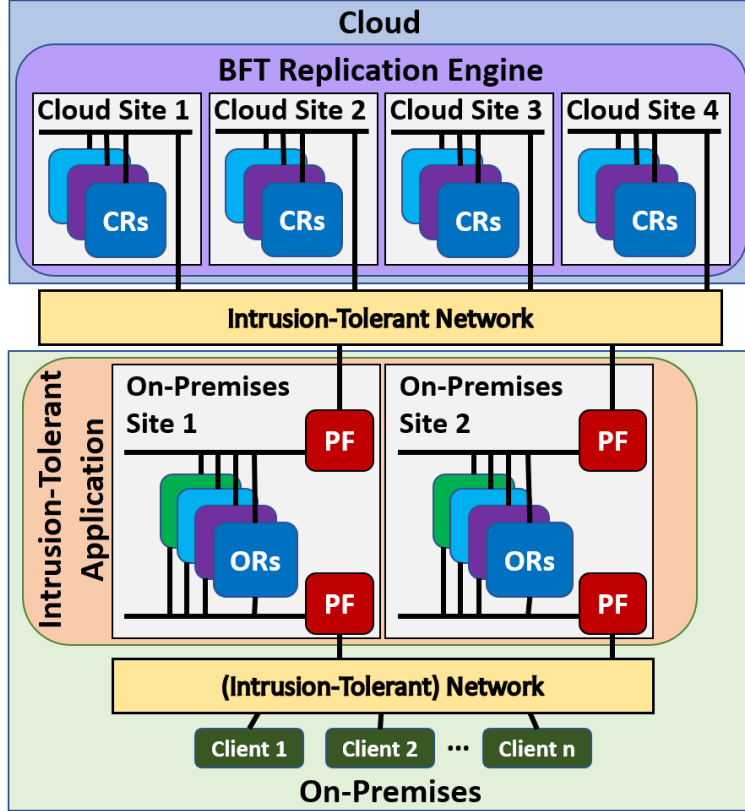 Cloud
BFT Replication Engine
Cloud Site 1
Cloud Site 2
Cloud Site 3
Cloud Site 4
CRs
CRs
CRs
CRs
Intrusion-Tolerant Network
Intrusion-Tolerant
Application
On-Premises
Site 1
PF
ORs
PF
On-Premises
Site 2
PF
ORs
PF
(Intrusion-Tolerant) Network
Client 1
Client 2
...
Client n
On-Premises